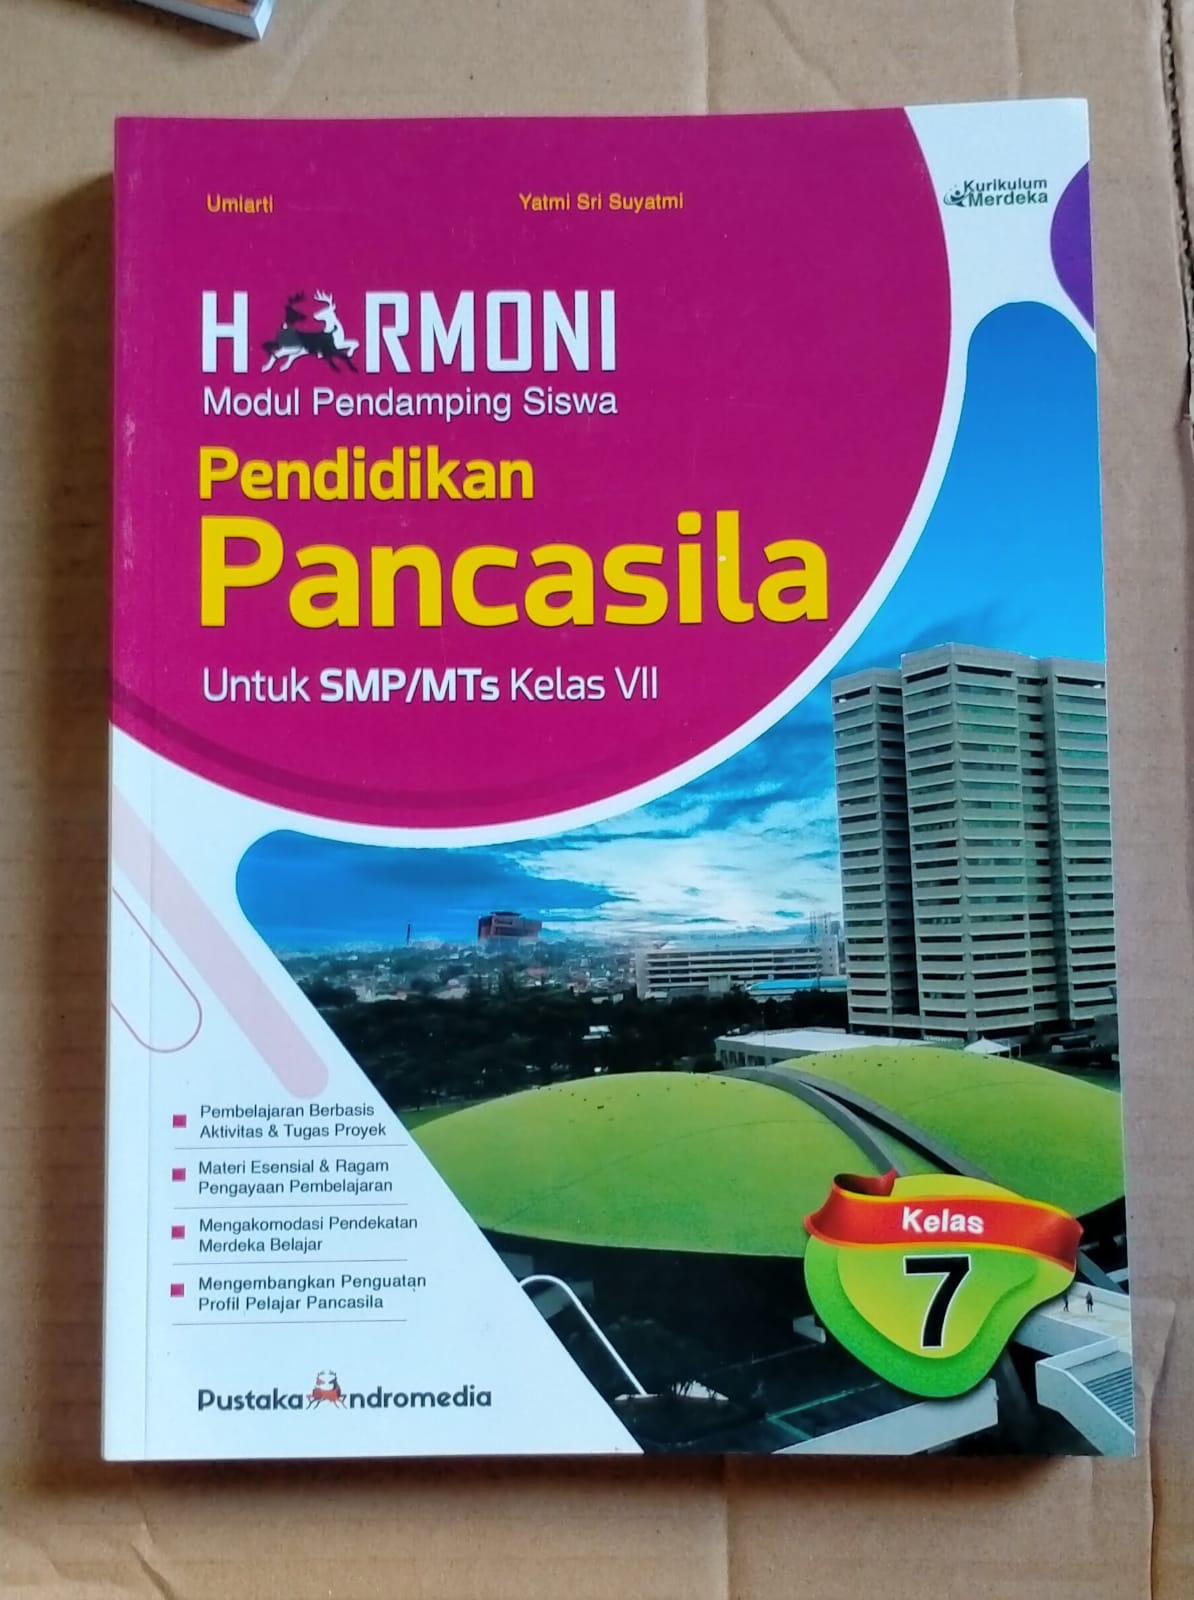 Umiarti
Yatmi Sri Suyatmi
Kurikulum
Merdeka
HARMONI
Modul Pendamping Siswa
Pendidikan
Pancasila
Untuk SMP/MTs Kelas VII
Pembelajaran Berbasis
Aktivitas & Tugas Proyek
Materi Esensial & Ragam
Pengayaan Pembelajaran
Mengakomodasi Pendekatan
Merdeka Belajar
Mengembangkan Penguatan
Profil Pelajar Pancasila
Kelas
7
Pustaka Andromedia